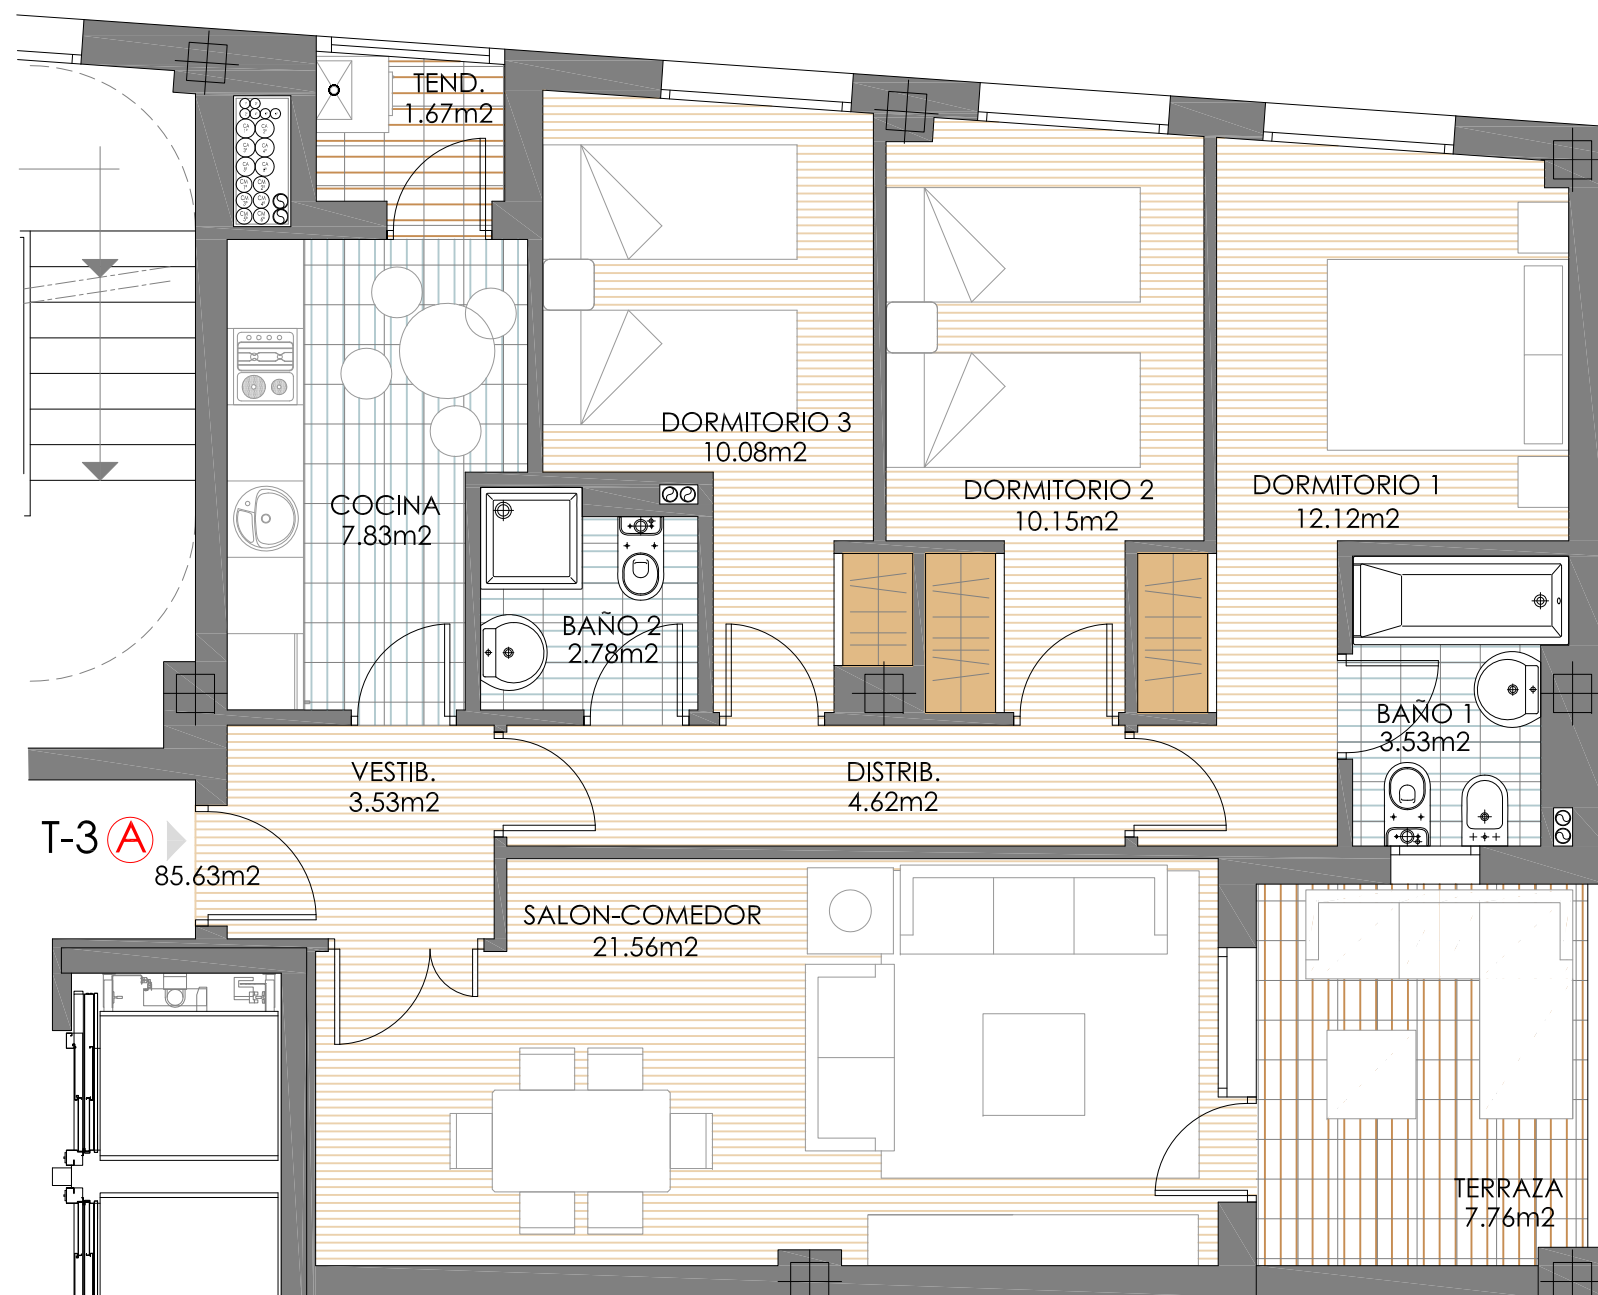 TEND.
1.67m2
COCINA
7.83m2
DORMITORIO 3
10.08m2
DORMITORIO 2
10.15m2
DORMITORIO 1
12.12m2
BAÑO 2
2.78m2
BAÑO 1
3.53m2
VESTIB.
3.53m2
DISTRIB.
4.62m2
T-3 A
85.63m2
SALON-COMEDOR
21.56m2
TERRAZA
7.76m2